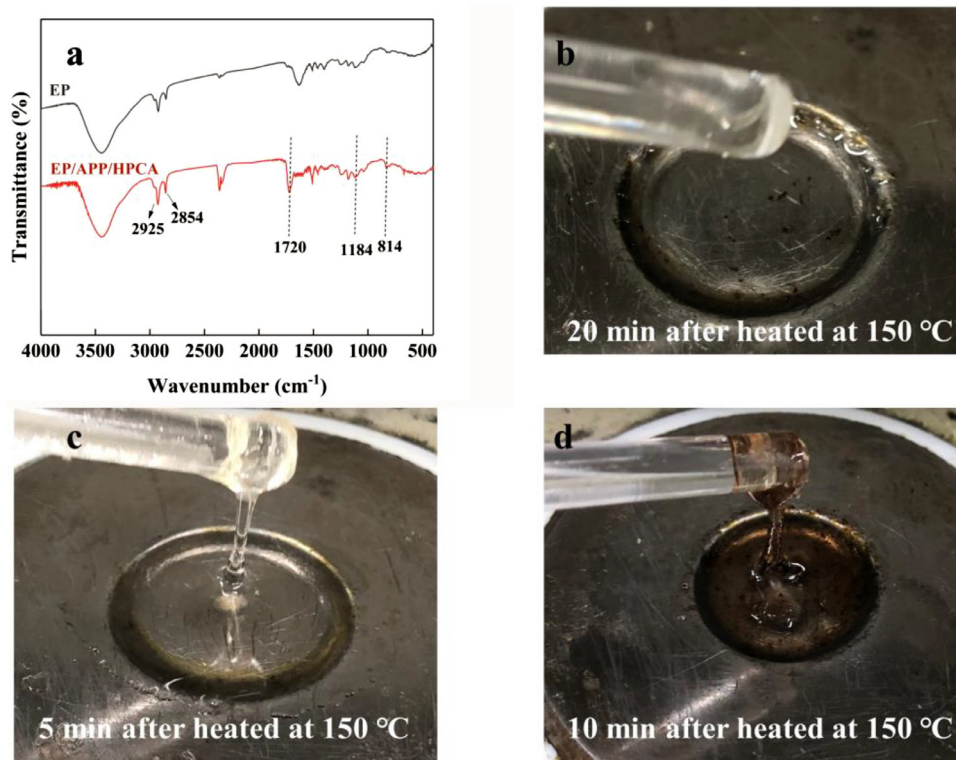 a
EP
EP/APP/HPCA
2925
2854
1720
1184
814
Transmittance (%)
4000 3500 3000 2500 2000 1500 1000 500
Wavenumber (cm⁻¹)
b
20 min after heated at 150 ℃
c
5 min after heated at 150 ℃
d
10 min after heated at 150 ℃